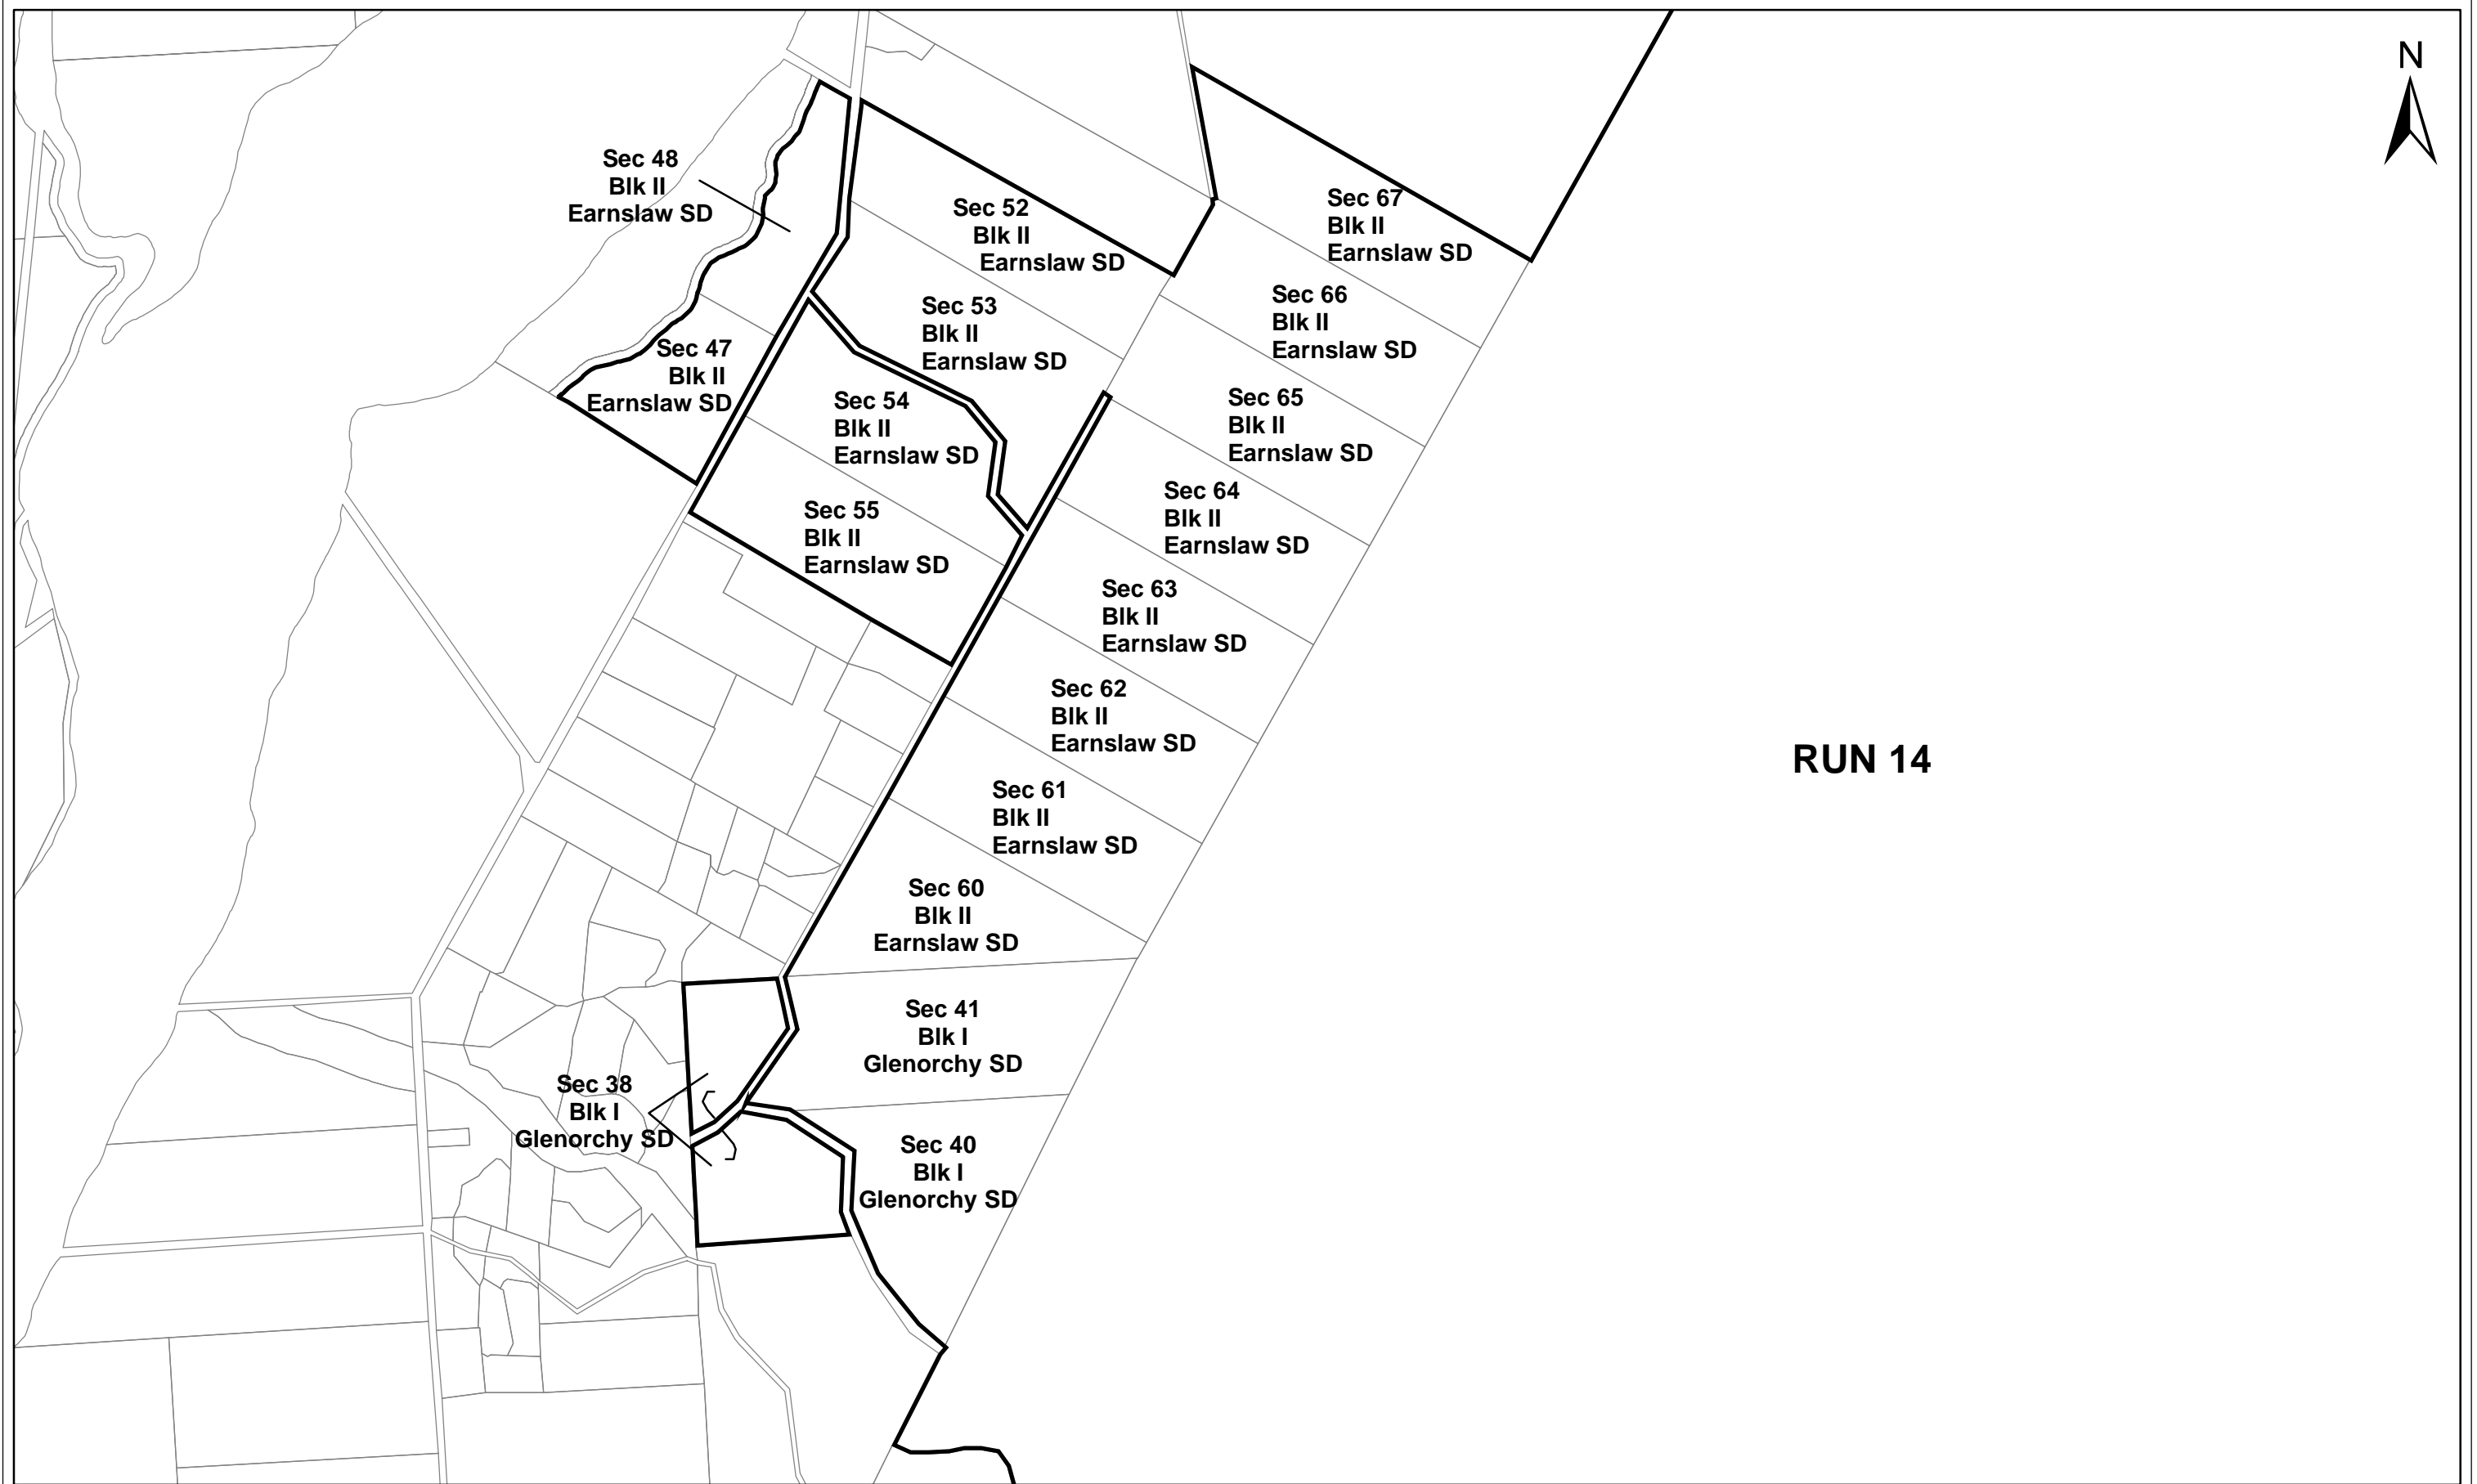 N
Sec 48
Blk II
Earnslaw SD
Sec 52
Blk II
Earnslaw SD
Sec 67
Blk II
Earnslaw SD
Sec 66
Blk II
Earnslaw SD
Sec 53
Blk II
Earnslaw SD
Sec 47
Blk II
Earnslaw SD
Sec 54
Blk II
Earnslaw SD
Sec 65
Blk II
Earnslaw SD
Sec 64
Blk II
Earnslaw SD
Sec 55
Blk II
Earnslaw SD
Sec 63
Blk II
Earnslaw SD
Sec 62
Blk II
Earnslaw SD
RUN 14
Sec 61
Blk II
Earnslaw SD
Sec 60
Blk II
Earnslaw SD
Sec 41
Blk I
Glenorchy SD
Sec 38
Blk I
Glenorchy SD
Sec 40
Blk I
Glenorchy SD